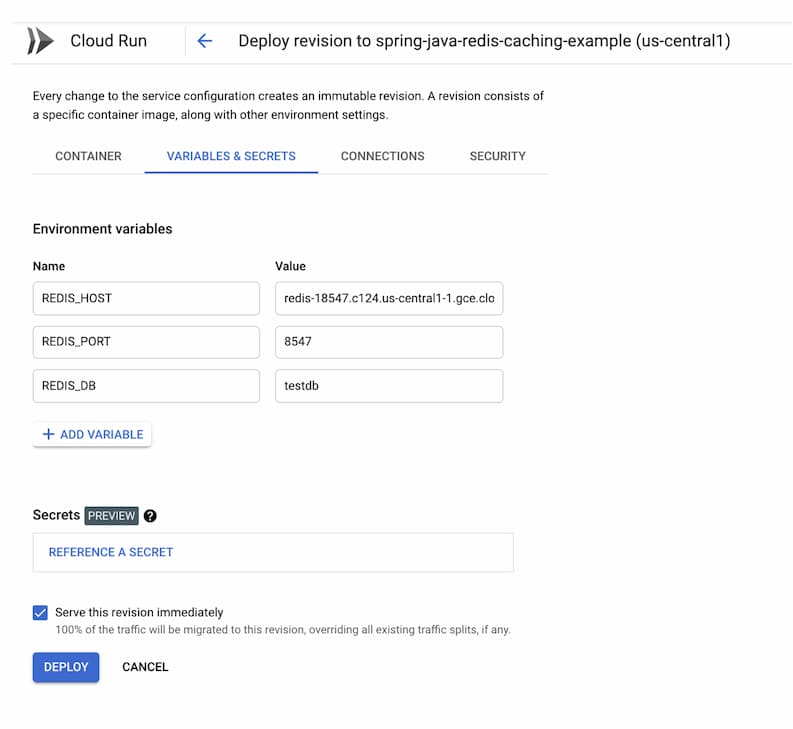 Cloud Run
Deploy revision to spring-java-redis-caching-example (us-central1)
Every change to the service configuration creates an immutable revision. A revision consists of
a specific container image, along with other environment settings.
CONTAINER VARIABLES & SECRETS CONNECTIONS SECURITY
Environment variables
Name Value
REDIS_HOST redis-18547.c124.us-central1-1.gce.clo
REDIS_PORT 8547
REDIS_DB testdb
+ ADD VARIABLE
Secrets PREVIEW ?
REFERENCE A SECRET
Serve this revision immediately
100% of the traffic will be migrated to this revision, overriding all existing traffic splits, if any.
DEPLOY CANCEL